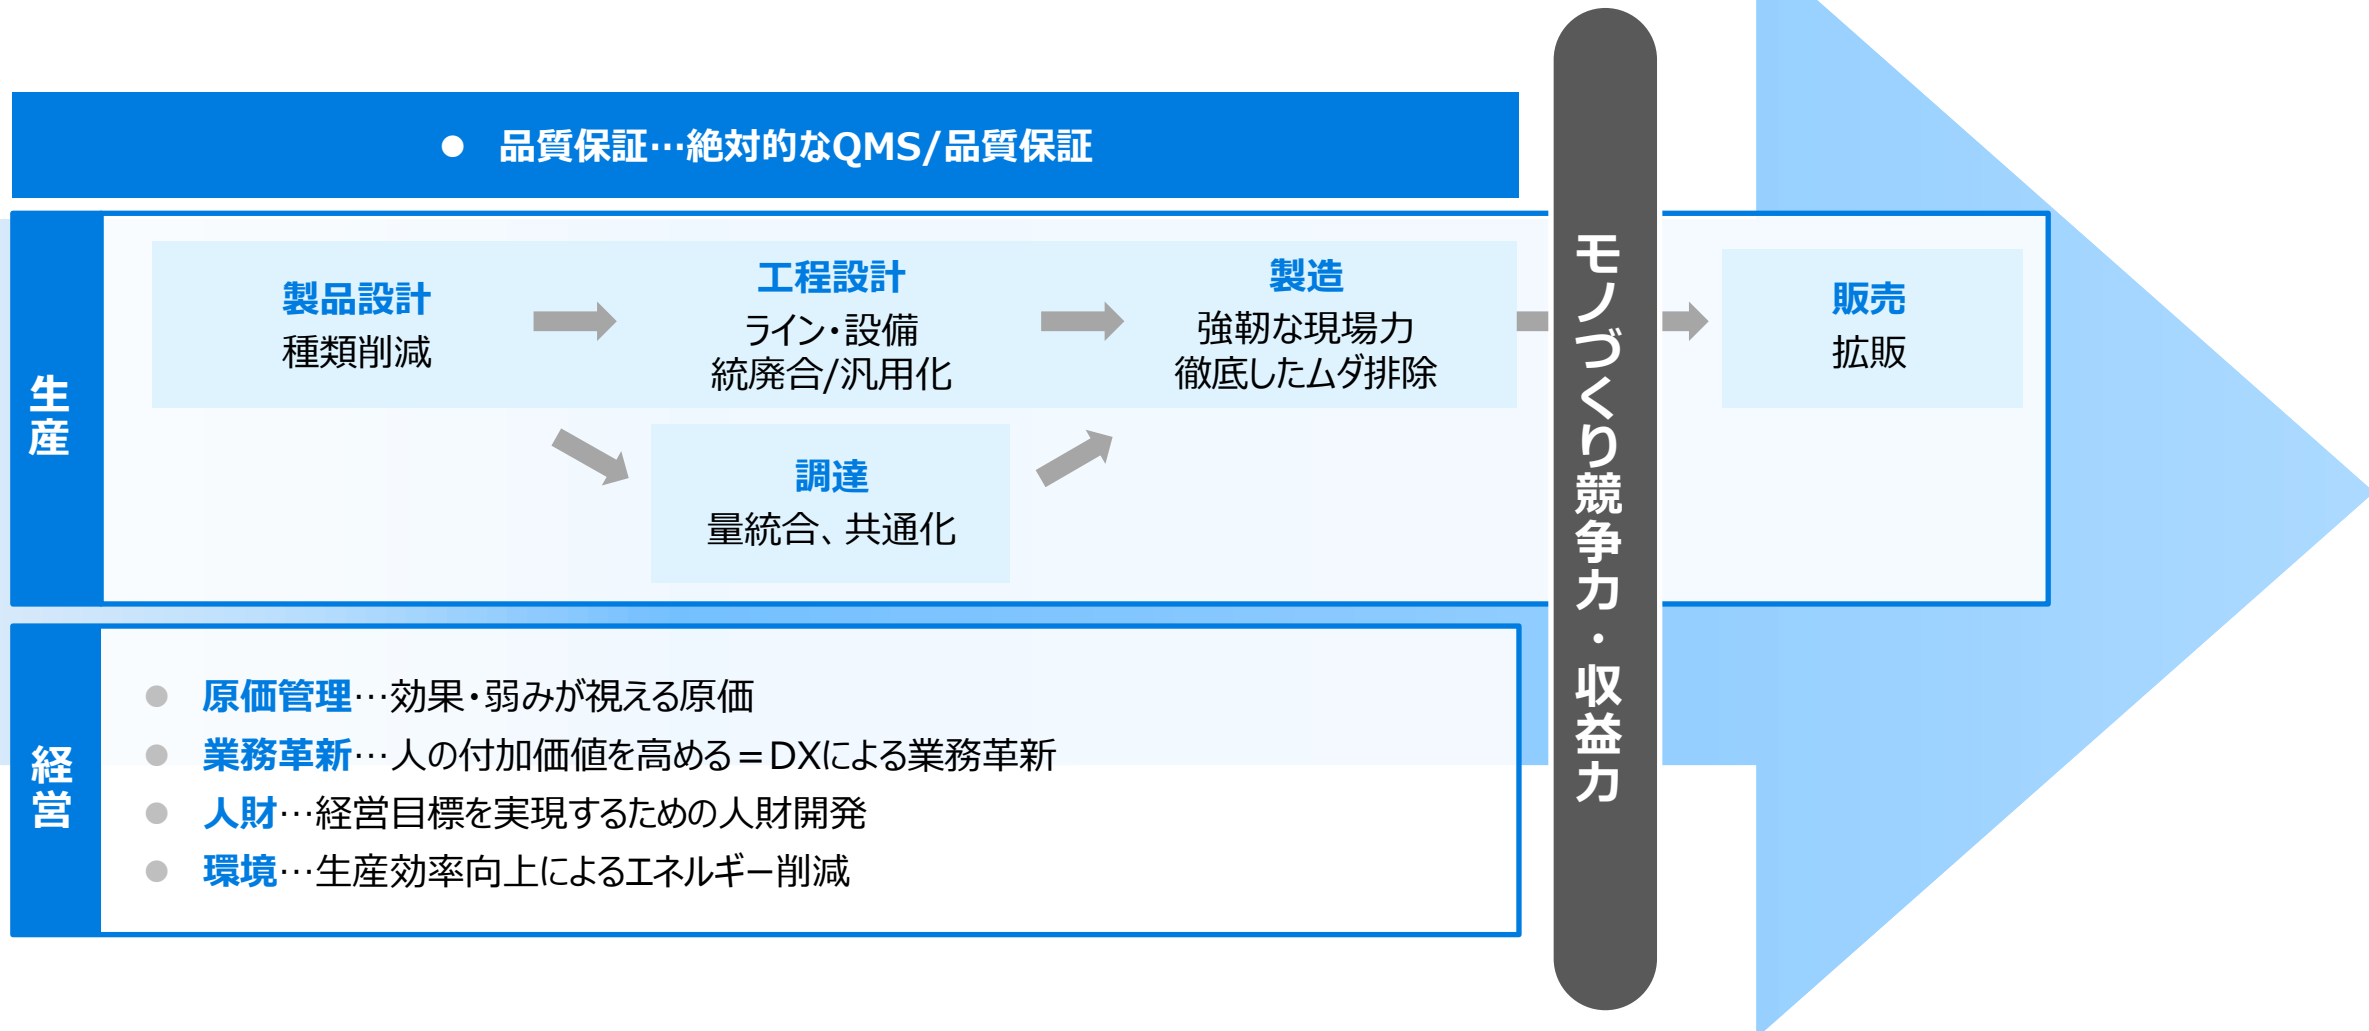 ● 品質保証…絶対的なQMS/品質保証
生産
製品設計
種類削減
工程設計
ライン・設備
統廃合/汎用化
製造
強靭な現場力
徹底したムダ排除
調達
量統合、共通化
モノづくり競争力・収益力
販売
拡販
経営
● 原価管理…効果・弱みが視える原価
● 業務革新…人の付加価値を高める＝DXによる業務革新
● 人財…経営目標を実現するための人財開発
● 環境…生産効率向上によるエネルギー削減